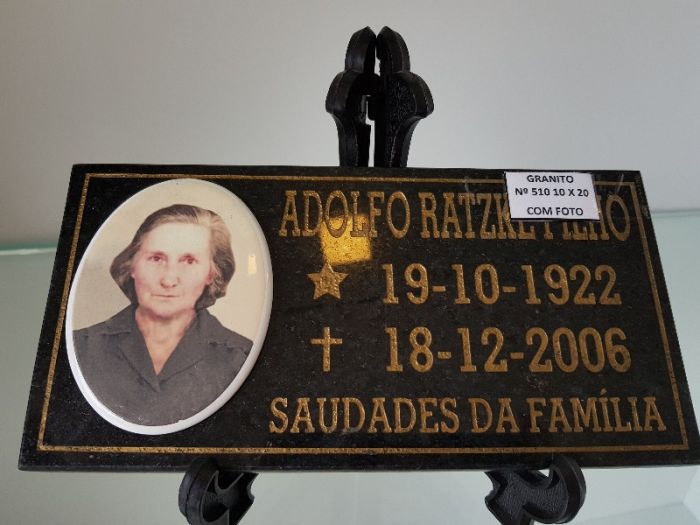 GRANITO
Nº 510 10 X 20
COM FOTO
ADOLFO RATZKE FILHO
19-10-1922
18-12-2006
SAUDADES DA FAMÍLIA